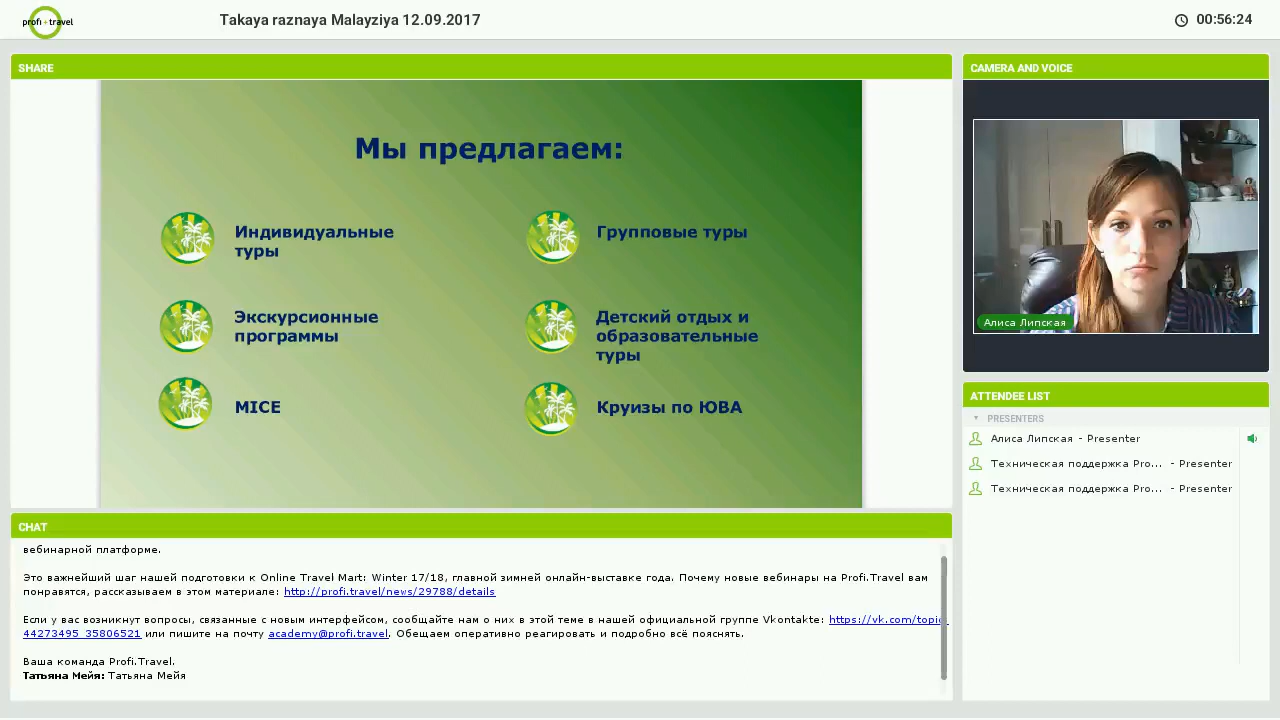 profi travel
Takaya raznaya Malayziya 12.09.2017
00:56:24
SHARE
Мы предлагаем:
Индивидуальные
туры
Групповые туры
Экскурсионные
программы
Детский отдых и
образовательные
туры
MICE
Круизы по ЮВА
CAMERA AND VOICE
Алиса Липская
ATTENDEE LIST
PRESENTERS
Алиса Липская - Presenter
Техническая поддержка Pro... - Presenter
Техническая поддержка Pro... - Presenter
CHAT
вебинарной платформе.
Это важнейший шаг нашей подготовки к Online Travel Mart: Winter 17/18, главной зимней онлайн-выставке года. Почему новые вебинары на Profi.Travel вам
понравятся, рассказываем в этом материале: http://profi.travel/news/29788/details
Если у вас возникнут вопросы, связанные с новым интерфейсом, сообщайте нам о них в этой теме в нашей официальной группе Vkontakte: https://vk.com/topic-
44273495_35806521 или пишите на почту academy@profi.travel. Обещаем оперативно реагировать и подробно всё пояснять.
Ваша команда Profi.Travel.
Татьяна Мейя: Татьяна Мейя